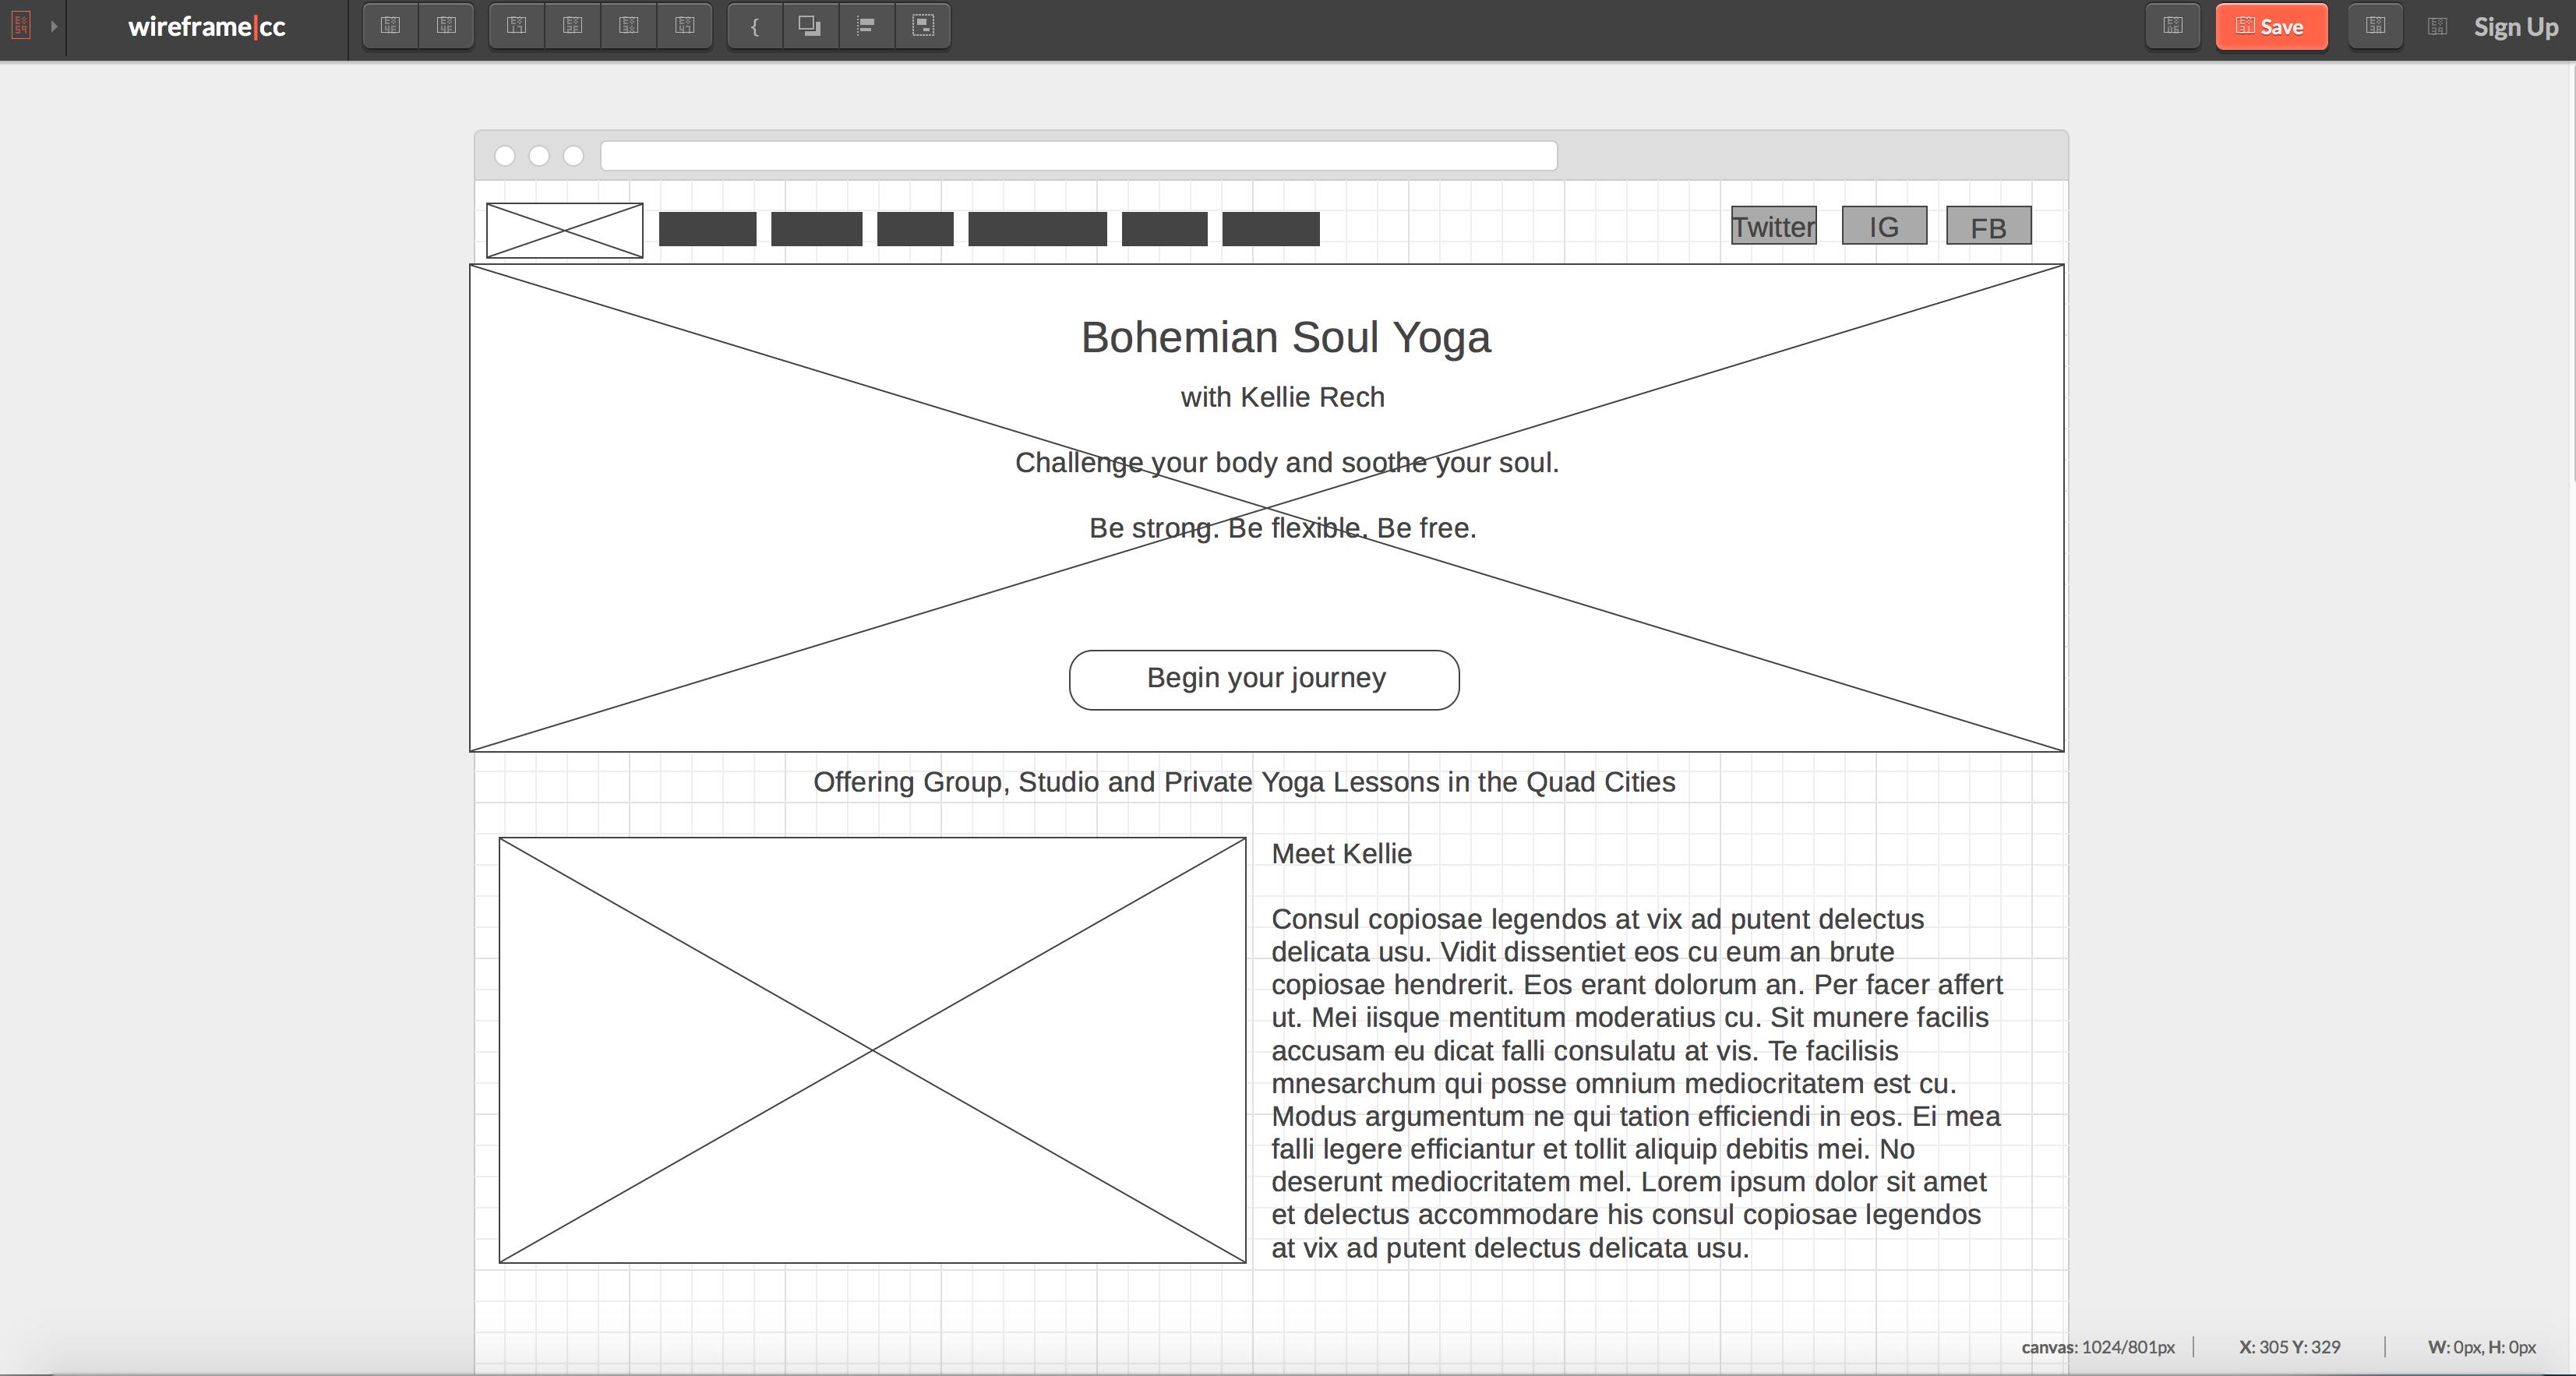 wireframe|cc
{
Save
Sign Up
Twitter
IG
FB
Bohemian Soul Yoga
with Kellie Rech
Challenge your body and soothe your soul.
Be strong. Be flexible. Be free.
Begin your journey
Offering Group, Studio and Private Yoga Lessons in the Quad Cities
Meet Kellie
Consul copiosae legendos at vix ad putent delectus
delicata usu. Vidit dissentiet eos cu eum an brute
copiosae hendrerit. Eos erant dolorum an. Per facer affert
ut. Mei iisque mentitum moderatius cu. Sit munere facilis
accusam eu dicat falli consulatu at vis. Te facilisis
mnesarchum qui posse omnium mediocritatem est cu.
Modus argumentum ne qui tation efficiendi in eos. Ei mea
falli legere efficiantur et tollit aliquip debitis mei. No
deserunt mediocritatem mel. Lorem ipsum dolor sit amet
et delectus accommodare his consul copiosae legendos
at vix ad putent delectus delicata usu.
canvas: 1024/801px
X: 305 Y: 329
W: 0px, H: 0px